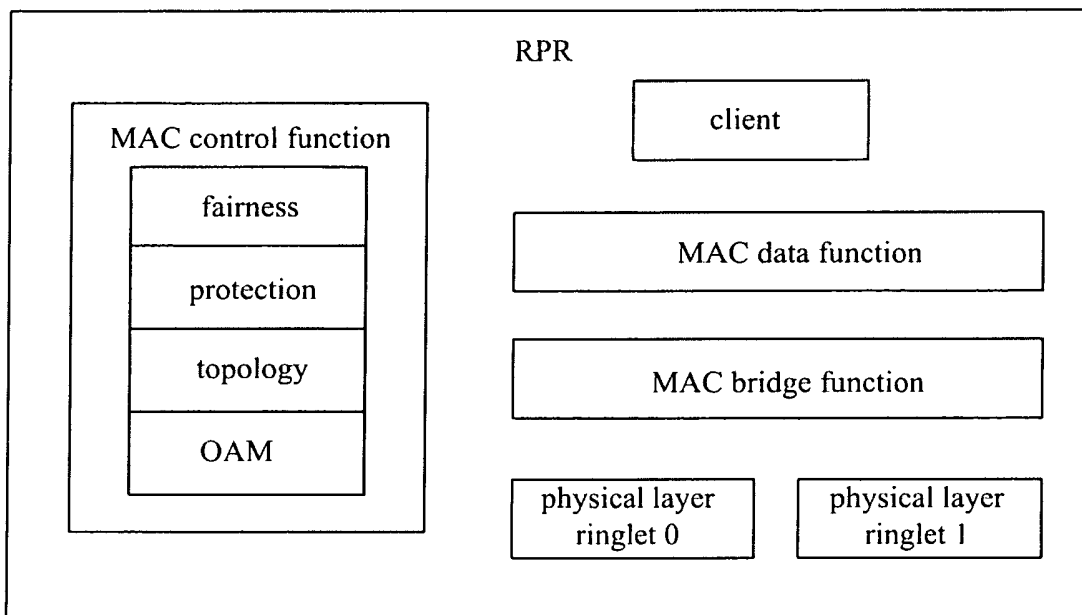 RPR
MAC control function
fairness
protection
topology
OAM
client
MAC data function
MAC bridge function
physical layer
ringlet 0
physical layer
ringlet 1